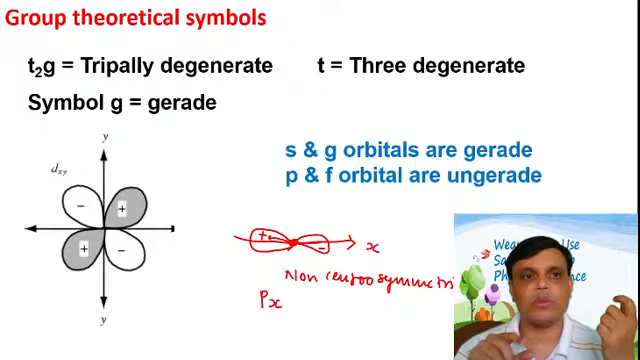 Group theoretical symbols
t₂g = Tripally degenerate t = Three degenerate
Symbol g = gerade
y
dxy
s & g orbitals are gerade
p & f orbital are ungerade
− +
+ −
+ − x
Non centrosymmetri
Px
y